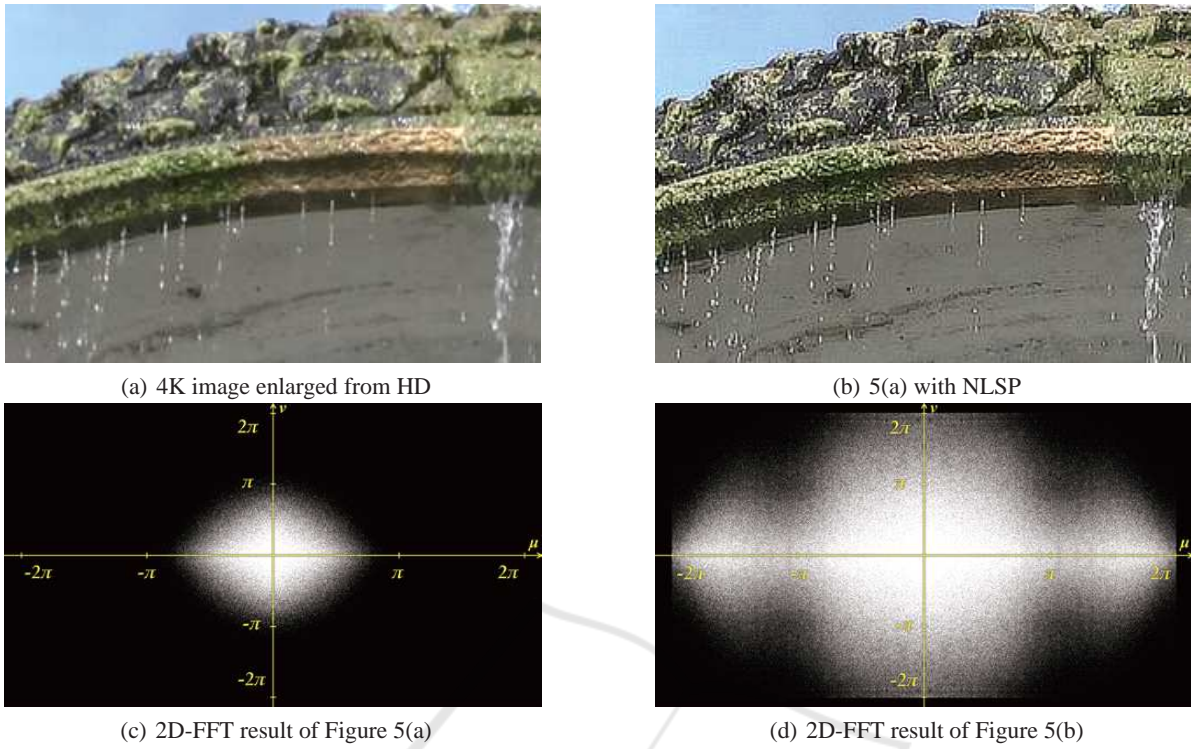 (a) 4K image enlarged from HD
(b) 5(a) with NLSP
ν
2π
π
-2π
-π
π
2π
μ
-π
-2π
(c) 2D-FFT result of Figure 5(a)
ν
2π
π
-2π
-π
π
2π
μ
-π
-2π
(d) 2D-FFT result of Figure 5(b)